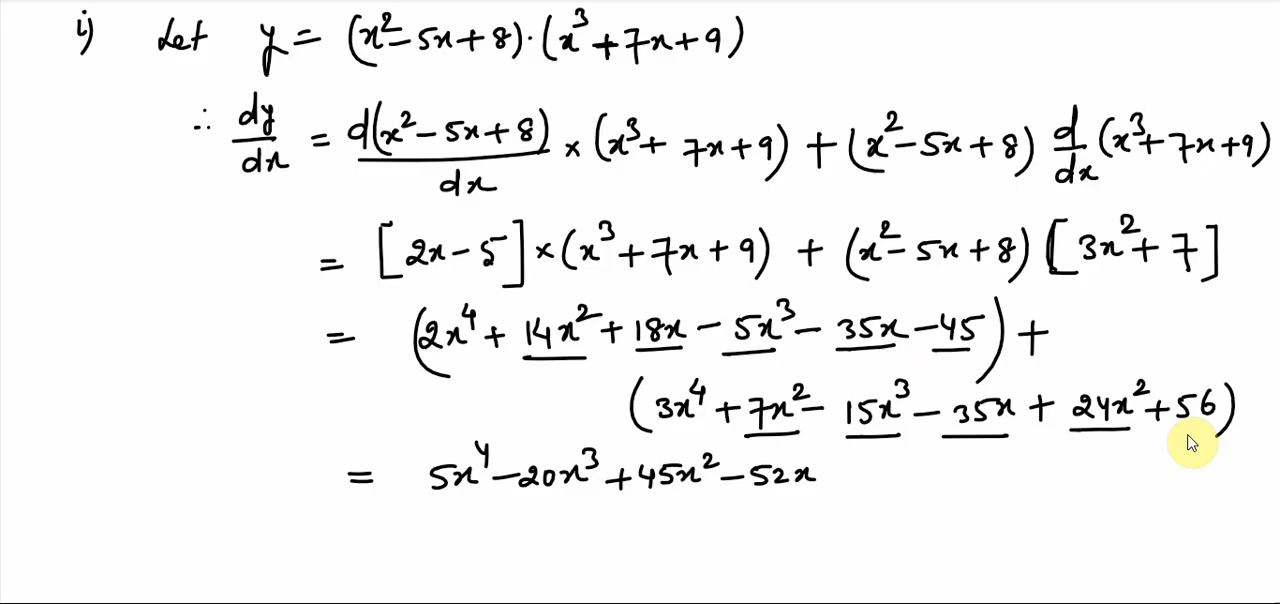 i) Let y = (x²-5x+8)·(x³+7x+9)
∴ dy/dx = d(x²-5x+8)/dx × (x³+7x+9) + (x²-5x+8) d/dx (x³+7x+9)
= [2x-5]×(x³+7x+9) + (x²-5x+8) [3x²+7]
= (2x⁴+14x²+18x-5x³-35x-45) +
(3x⁴+7x²-15x³-35x+24x²+56)
= 5x⁴-20x³+45x²-52x